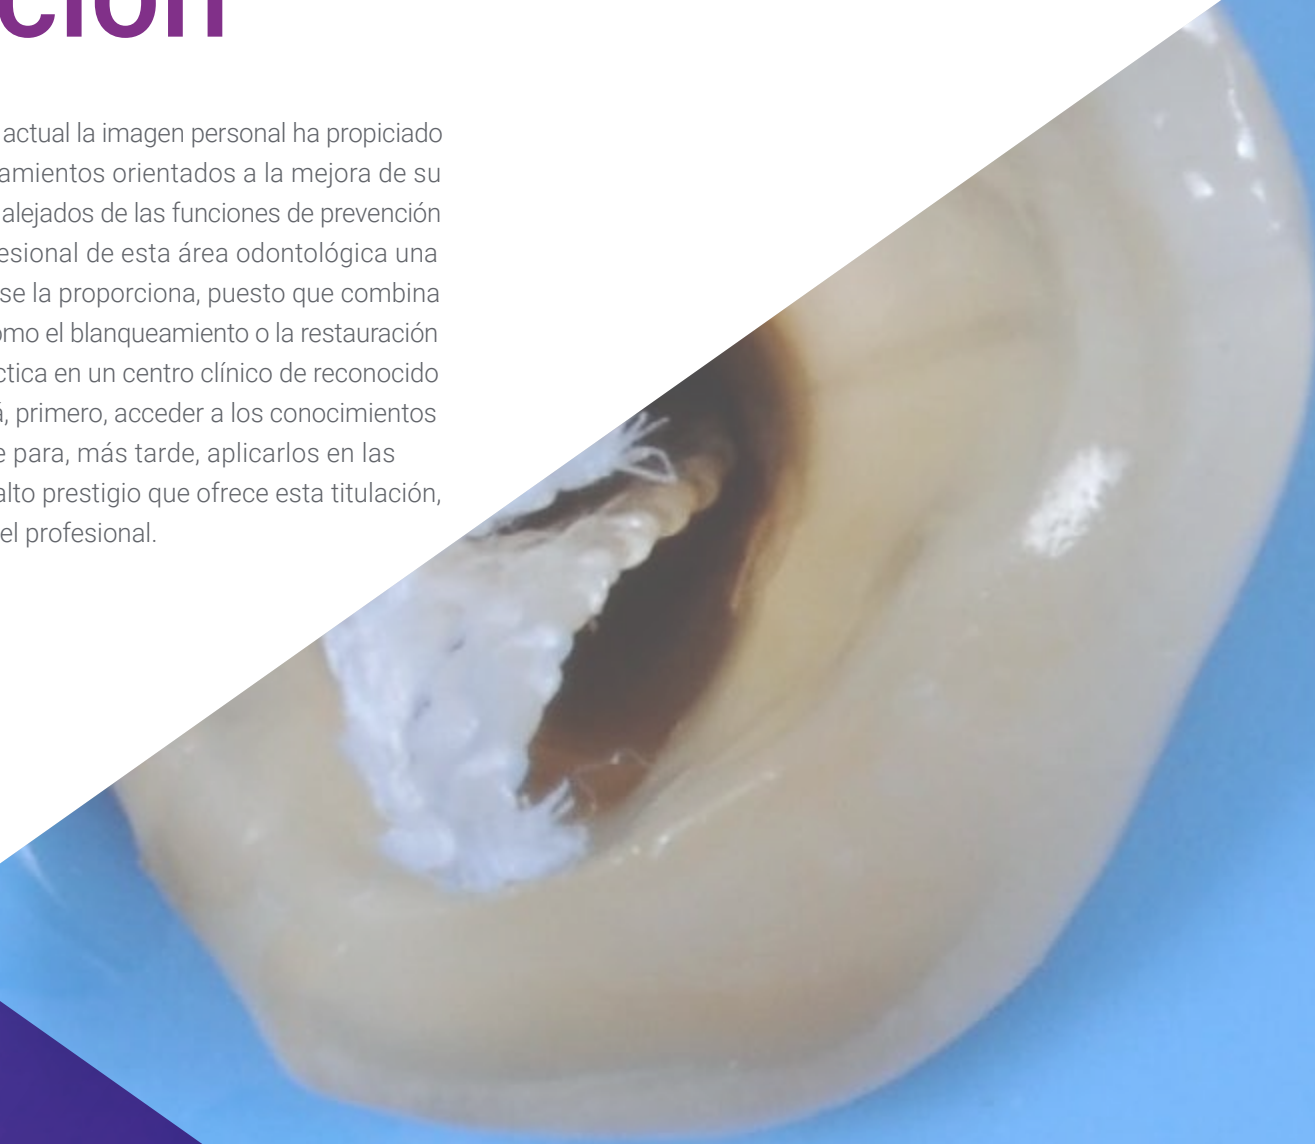 ción
actual la imagen personal ha propiciado
amientos orientados a la mejora de su
alejados de las funciones de prevención
esional de esta área odontológica una
se la proporciona, puesto que combina
omo el blanqueamiento o la restauración
ctica en un centro clínico de reconocido
á, primero, acceder a los conocimientos
e para, más tarde, aplicarlos en las
alto prestigio que ofrece esta titulación,
el profesional.